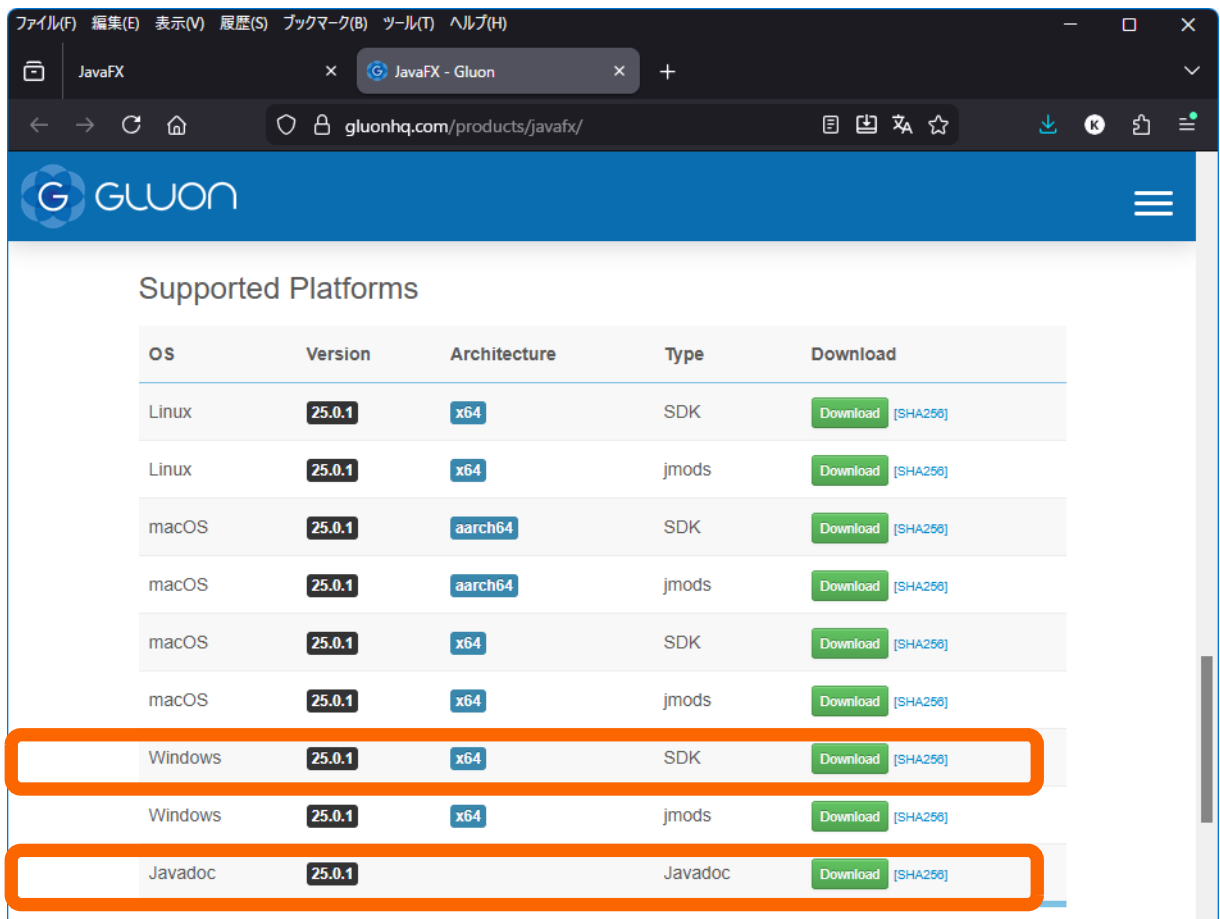 ファイル(F) 編集(E) 表示(V) 履歴(S) ブックマーク(B) ツール(T) ヘルプ(H)
JavaFX
JavaFX - Gluon
gluonhq.com/products/javafx/
K
G GLUON
Supported Platforms
OS Version Architecture Type Download
Linux 25.0.1 x64 SDK Download [SHA256]
Linux 25.0.1 x64 jmods Download [SHA256]
macOS 25.0.1 aarch64 SDK Download [SHA256]
macOS 25.0.1 aarch64 jmods Download [SHA256]
macOS 25.0.1 x64 SDK Download [SHA256]
macOS 25.0.1 x64 jmods Download [SHA256]
Windows 25.0.1 x64 SDK Download [SHA256]
Windows 25.0.1 x64 jmods Download [SHA256]
Javadoc 25.0.1 Javadoc Download [SHA256]